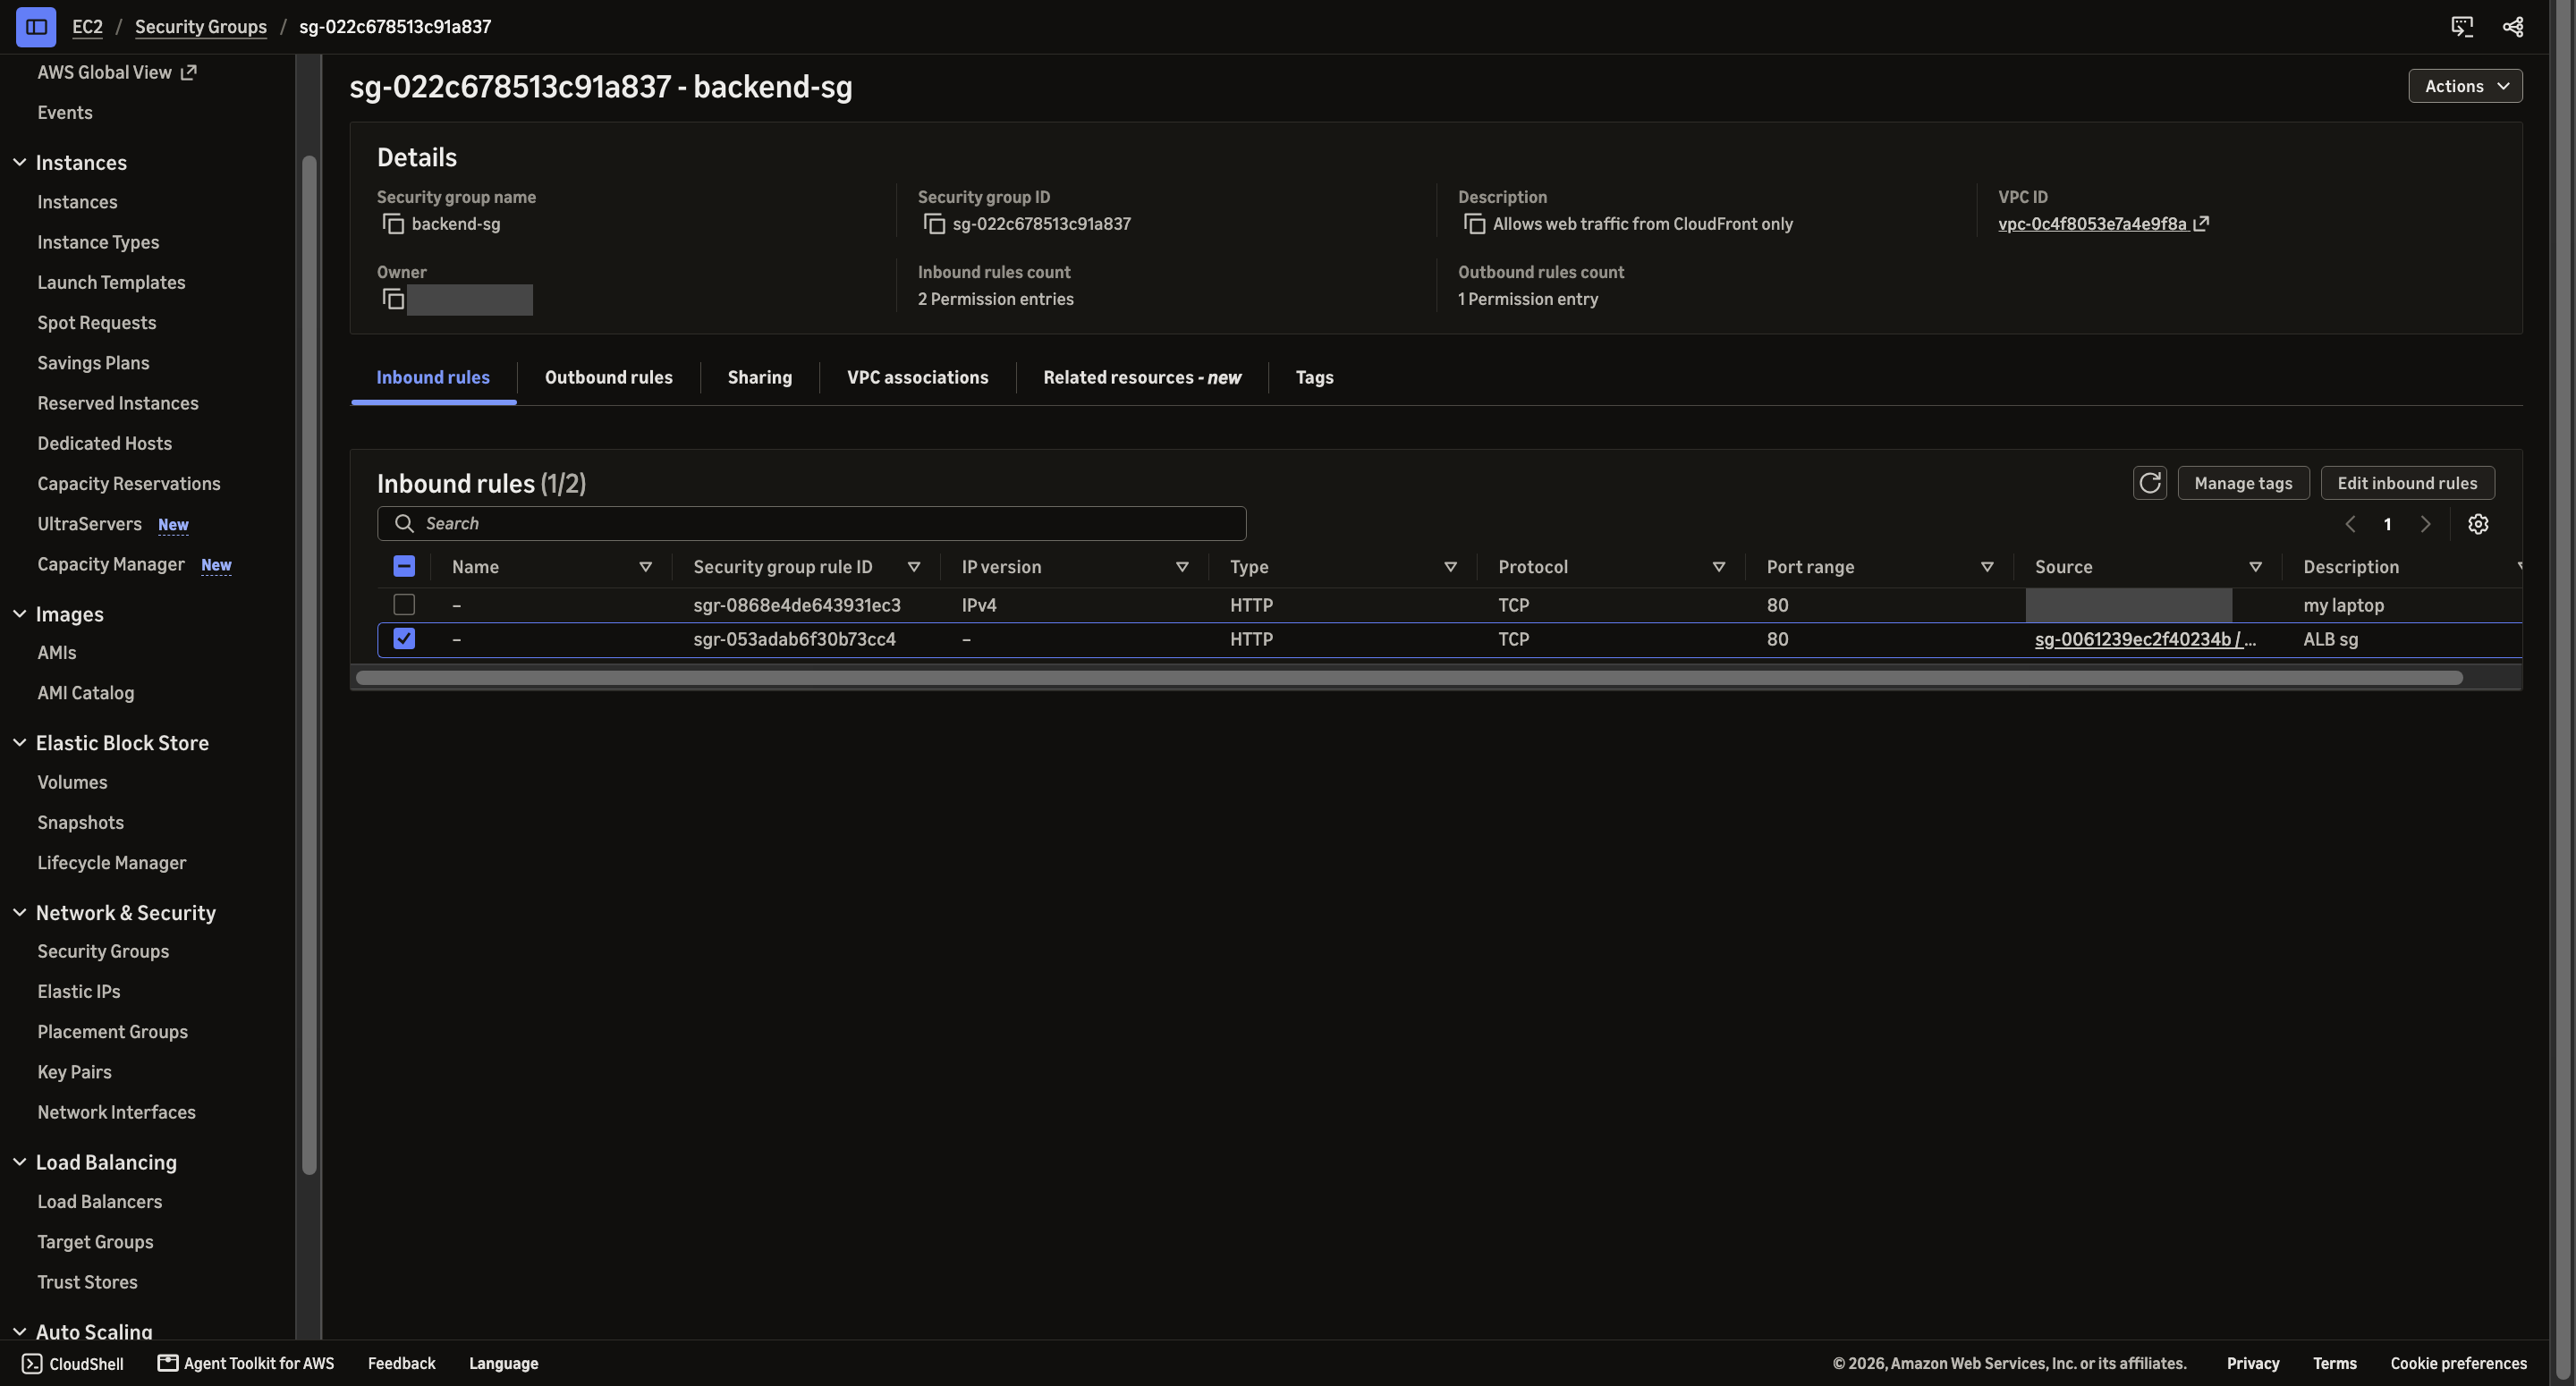 EC2 / Security Groups / sg-022c678513c91a837
AWS Global View
Events
Instances
Instances
Instance Types
Launch Templates
Spot Requests
Savings Plans
Reserved Instances
Dedicated Hosts
Capacity Reservations
UltraServers New
Capacity Manager New
Images
AMIs
AMI Catalog
Elastic Block Store
Volumes
Snapshots
Lifecycle Manager
Network & Security
Security Groups
Elastic IPs
Placement Groups
Key Pairs
Network Interfaces
Load Balancing
Load Balancers
Target Groups
Trust Stores
Auto Scaling
sg-022c678513c91a837 - backend-sg
Actions
Details
Security group name
backend-sg
Security group ID
sg-022c678513c91a837
Description
Allows web traffic from CloudFront only
VPC ID
vpc-0c4f8053e7a4e9f8a
Owner
Inbound rules count
2 Permission entries
Outbound rules count
1 Permission entry
Inbound rules Outbound rules Sharing VPC associations Related resources - new Tags
Inbound rules (1/2)
Manage tags Edit inbound rules
Search
1
Name Security group rule ID IP version Type Protocol Port range Source Description
– sgr-0868e4de643931ec3 IPv4 HTTP TCP 80 my laptop
– sgr-053adab6f30b73cc4 – HTTP TCP 80 sg-0061239ec2f40234b / ... ALB sg
CloudShell Agent Toolkit for AWS Feedback Language
© 2026, Amazon Web Services, Inc. or its affiliates. Privacy Terms Cookie preferences